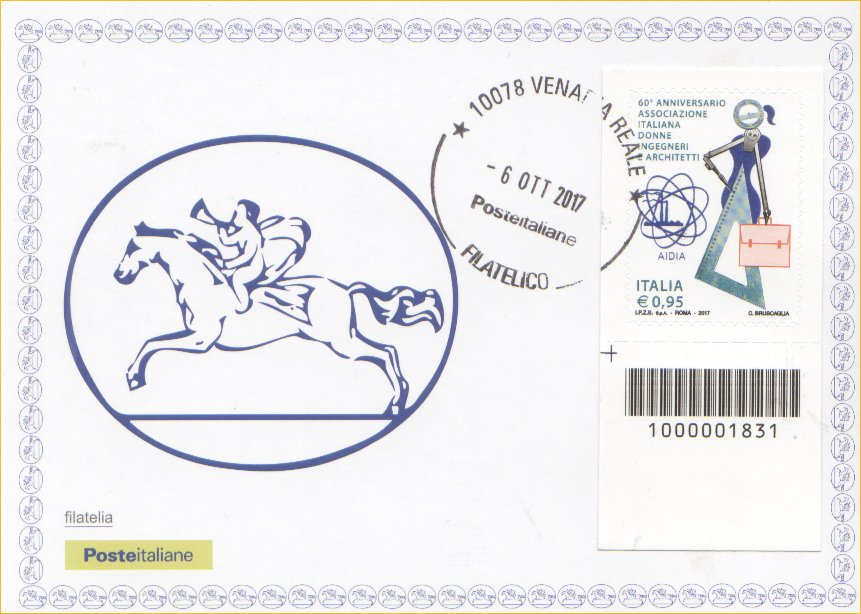 10078 VENARIA REALE
- 6 OTT 2017
Posteitaliane
FILATELICO
60° ANNIVERSARIO
ASSOCIAZIONE
ITALIANA
DONNE
INGEGNERI
E ARCHITETTI
AIDIA
ITALIA
€ 0,95
I.P.Z.S. S.p.A. - ROMA - 2017
C. BRUSCAGLIA
1000001831
filatelia
Posteitaliane